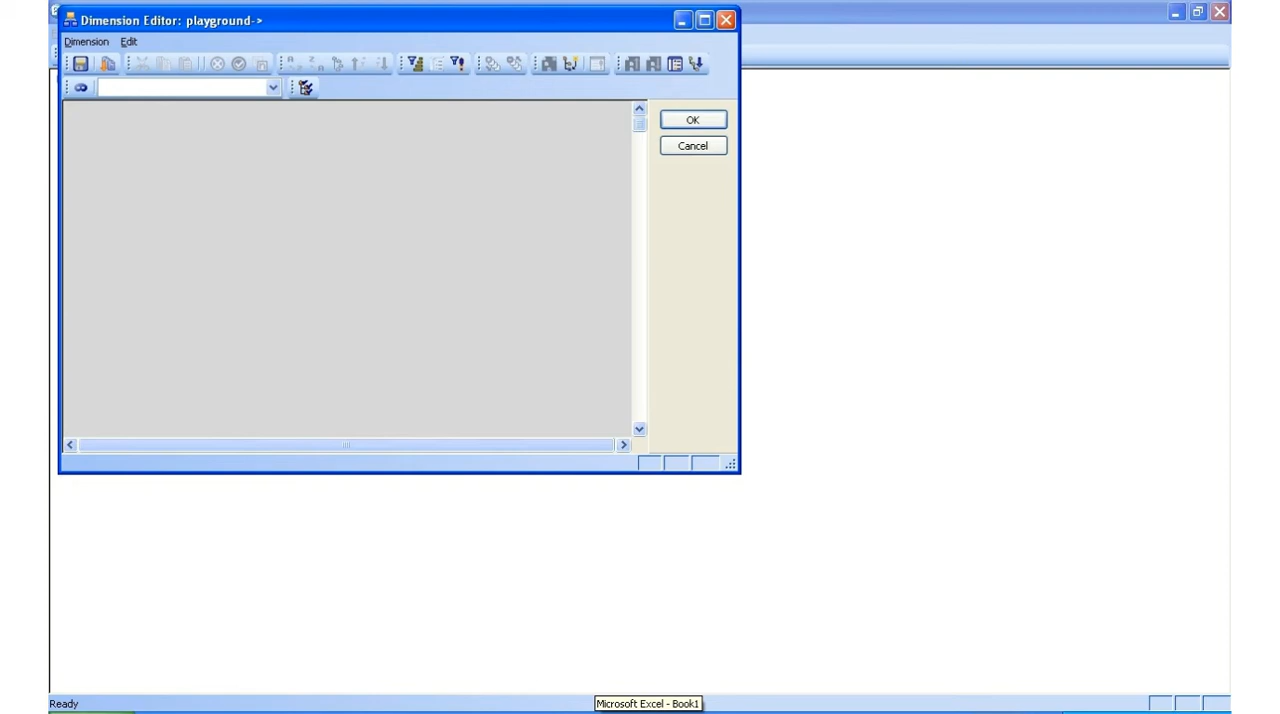 Dimension Editor: playground->
Dimension Edit
OK
Cancel
Ready
Microsoft Excel - Book1